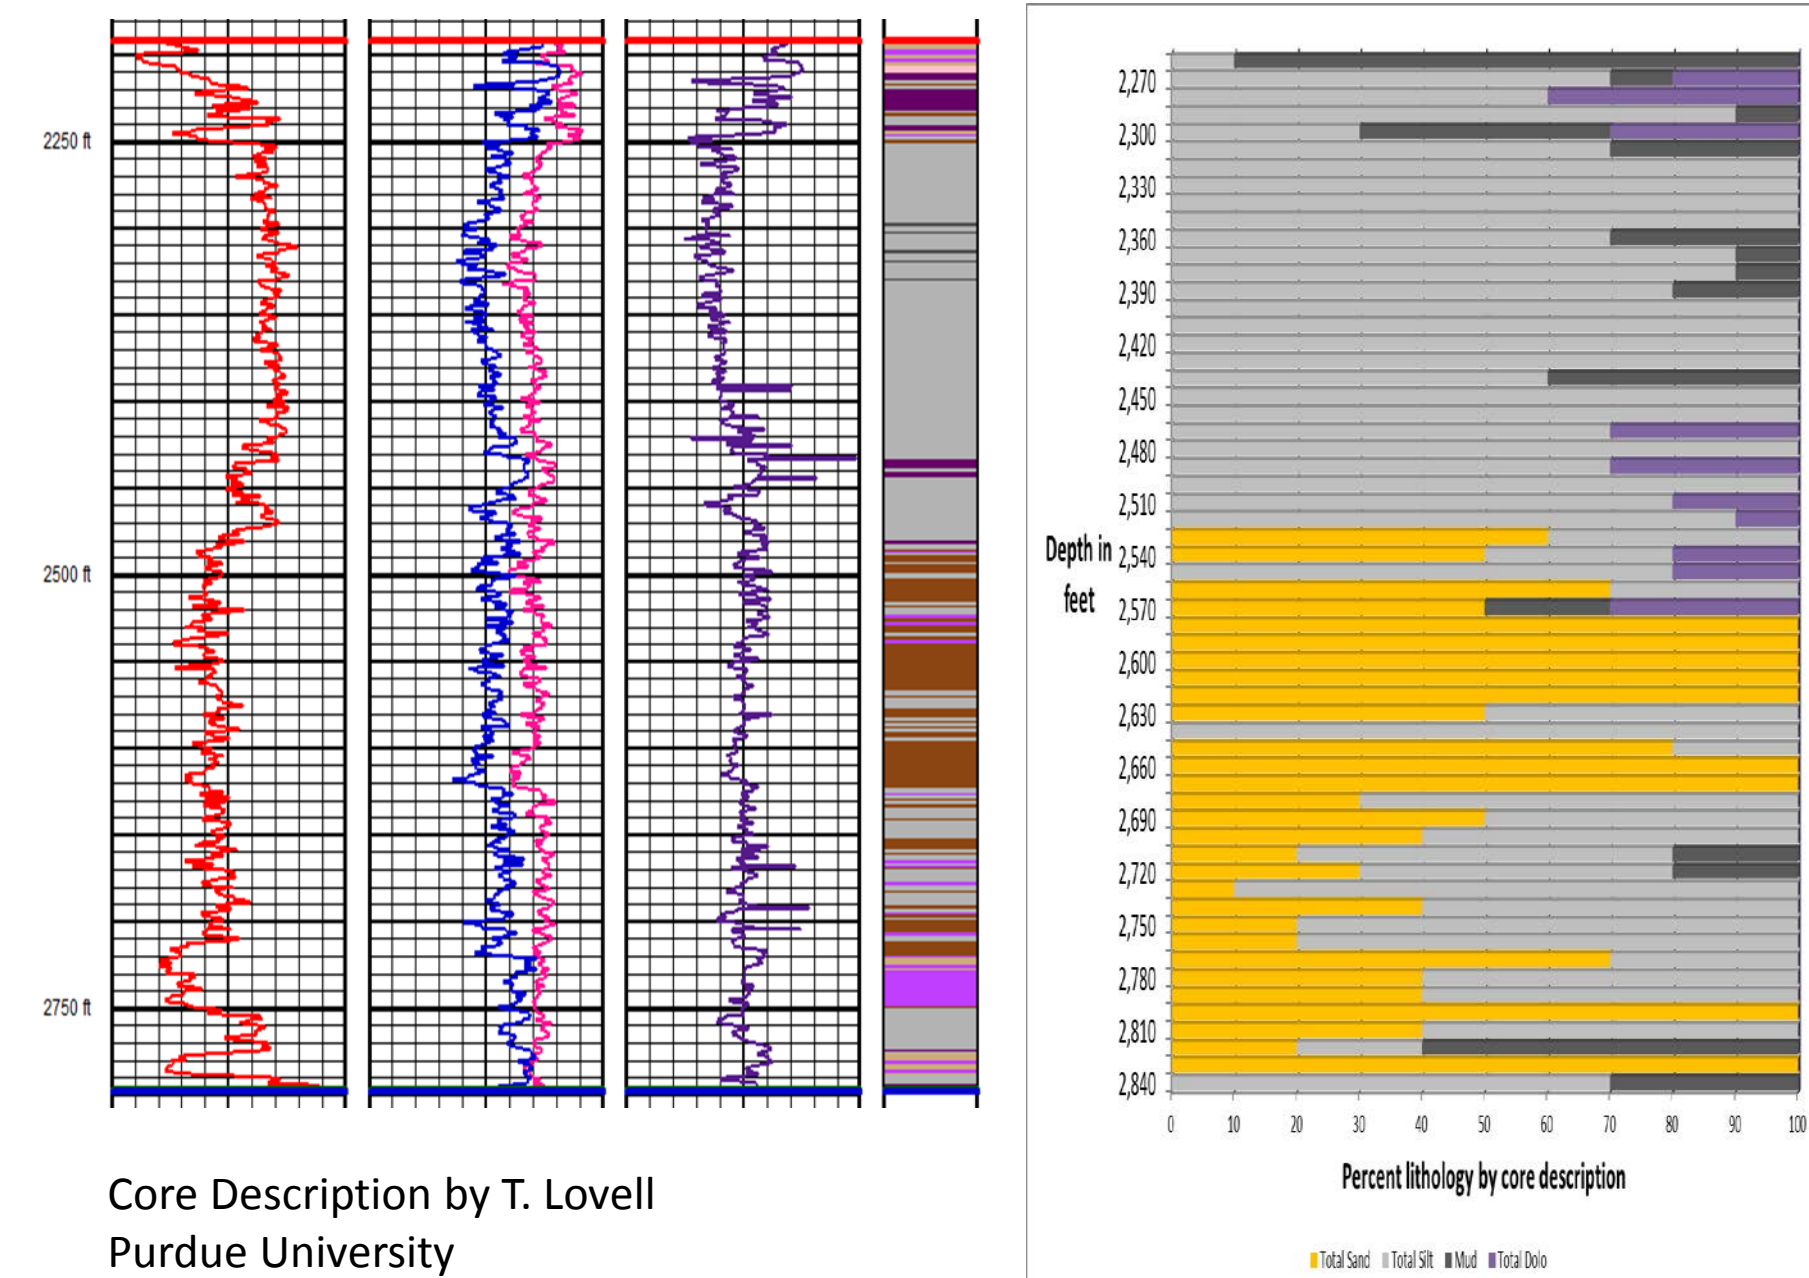 2250 ft
2500 ft
2750 ft
Core Description by T. Lovell
Purdue University
2,270
2,300
2,330
2,360
2,390
2,420
2,450
2,480
2,510
2,540
2,570
2,600
2,630
2,660
2,690
2,720
2,750
2,780
2,810
2,840
Depth in
feet
0 10 20 30 40 50 60 70 80 90 100
Percent lithology by core description
Total Sand Total Silt Mud Total Dolo